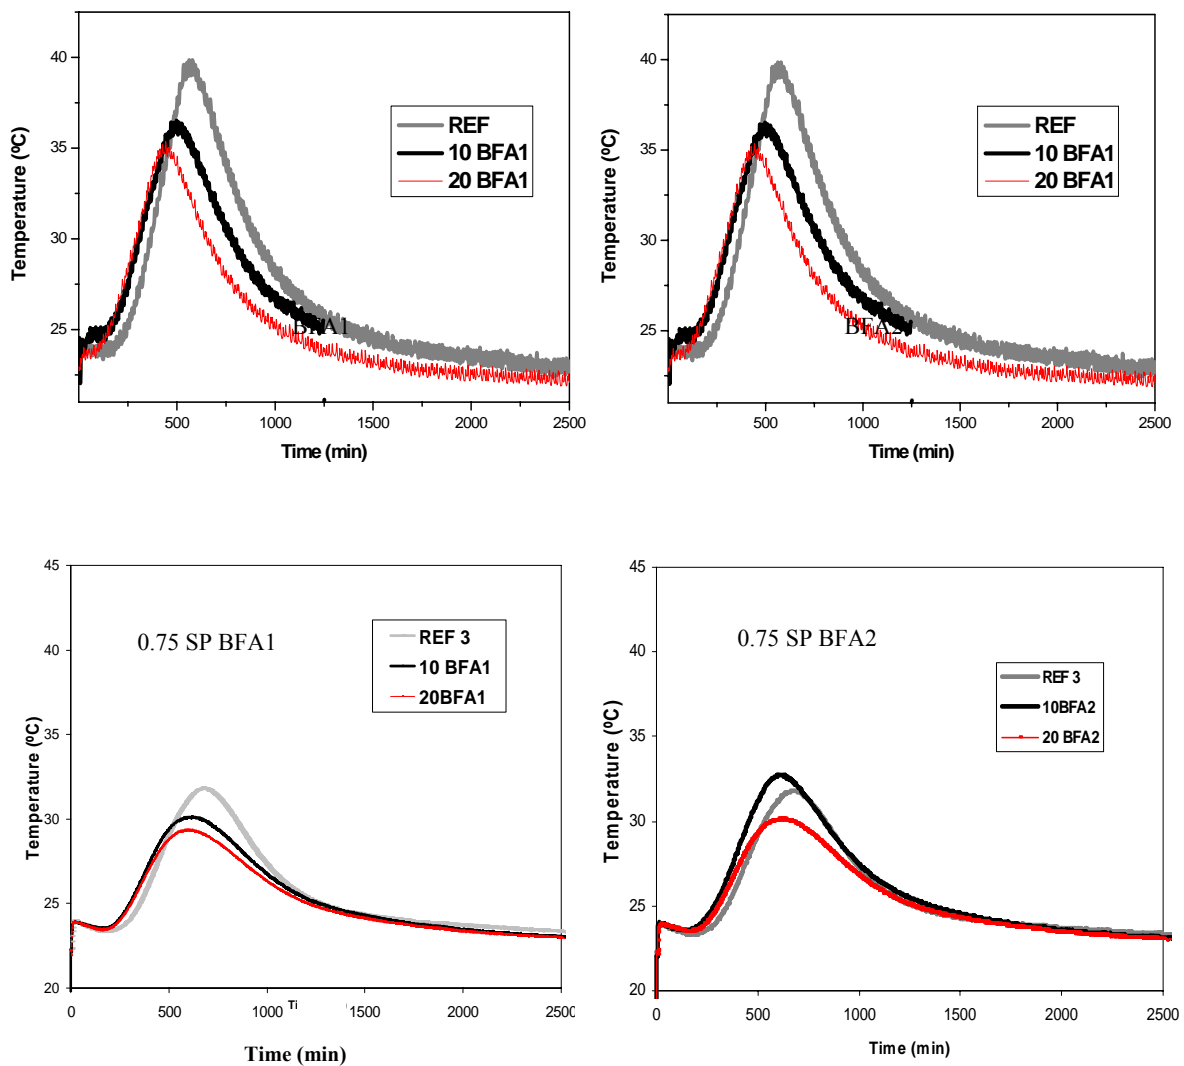 40
35
30
25
Temperature (ºC)
REF
10 BFA1
20 BFA1
BFA1
500
1000
1500
2000
2500
Time (min)
40
35
30
25
Temperature (ºC)
REF
10 BFA1
20 BFA1
BFA2
500
1000
1500
2000
2500
Time (min)
45
40
35
30
25
20
Temperature (ºC)
0.75 SP BFA1
REF 3
10 BFA1
20BFA1
0
500
1000
Ti
1500
2000
2500
Time (min)
45
40
35
30
25
20
Temperature (ºC)
0.75 SP BFA2
REF 3
10BFA2
20 BFA2
0
500
1000
1500
2000
2500
Time (min)